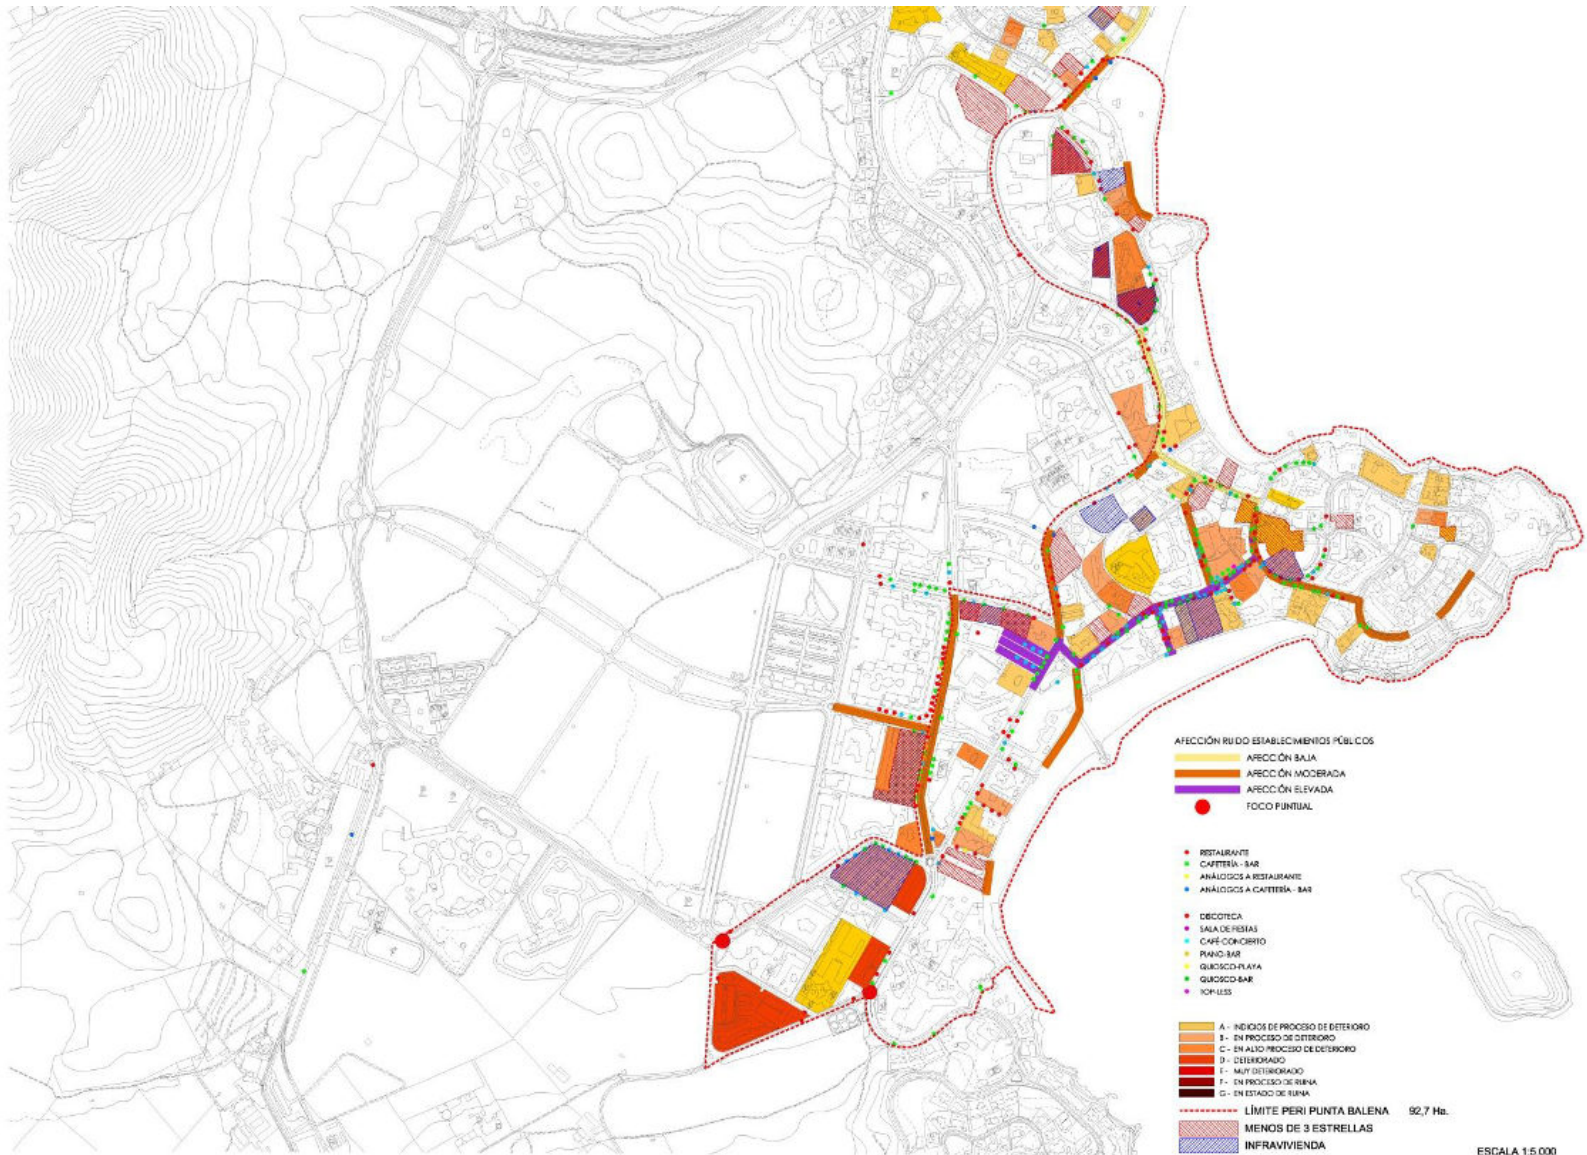 AFECCIÓN RUIDO ESTABLECIMIENTOS PÚBLICOS
AFECCIÓN BAJA
AFECCIÓN MODERADA
AFECCIÓN ELEVADA
FOCO PUNTUAL
RESTAURANTE
CAFETERÍA - BAR
ANÁLOGOS A RESTAURANTE
ANÁLOGOS A CAFETERÍA - BAR
DISCOTECA
SALA DE FIESTAS
CAFÉ-CONCIERTO
PIANO-BAR
QUIOSCO-PLAYA
QUIOSCO-BAR
TOP-LESS
A - INDICIOS DE PROCESO DE DETERIORO
B - EN PROCESO DE DETERIORO
C - EN ALTO PROCESO DE DETERIORO
D - DETERIORADO
E - MUY DETERIORADO
F - EN PROCESO DE RUINA
G - EN ESTADO DE RUINA
LÍMITE PERI PUNTA BALENA 92,7 Ha.
MENOS DE 3 ESTRELLAS
INFRAVIVIENDA
ESCALA 1:5.000